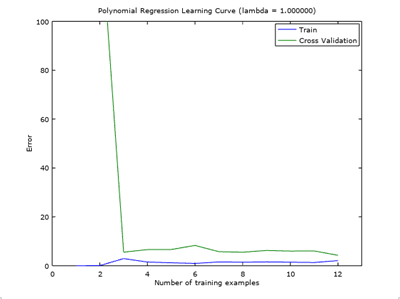 Polynomial Regression Learning Curve (lambda = 1.000000)
Train
Cross Validation
100
80
60
40
20
0
Error
0 2 4 6 8 10 12
Number of training examples